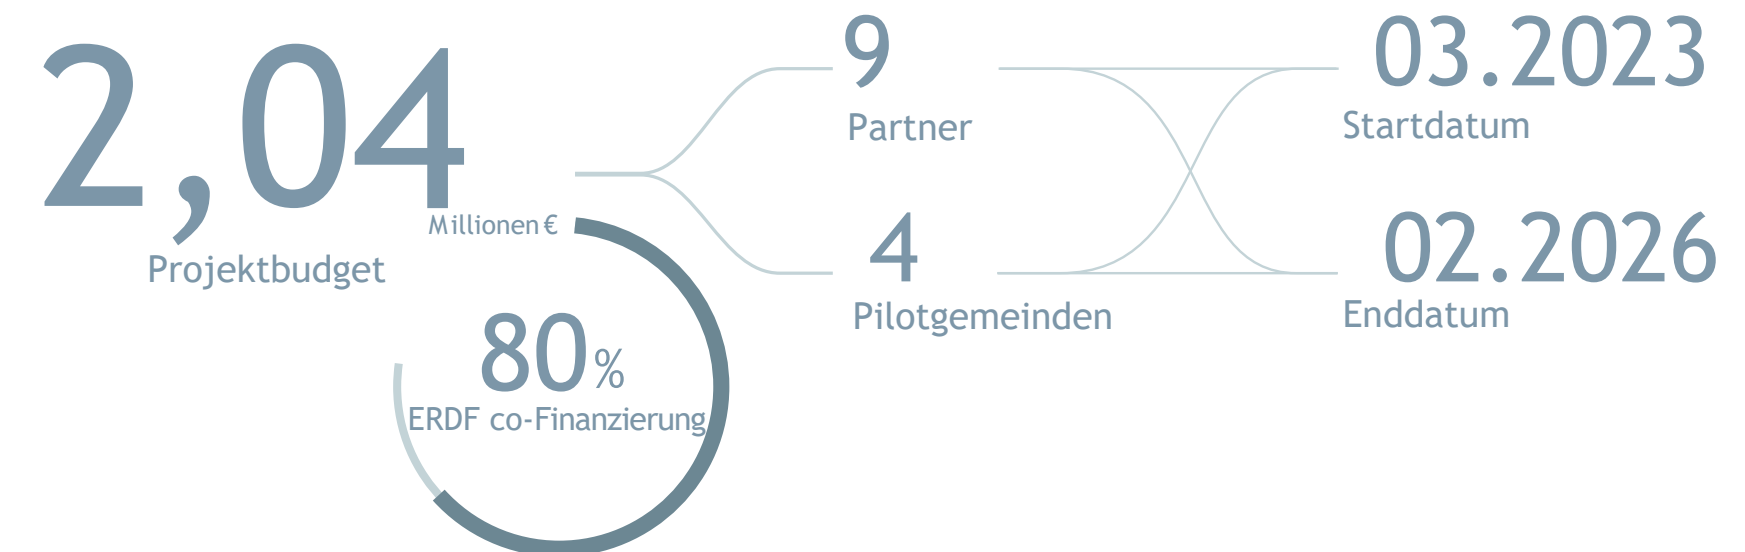 2,04
Millionen €
Projektbudget
80%
ERDF co-Finanzierung
9
Partner
4
Pilotgemeinden
03.2023
Startdatum
02.2026
Enddatum